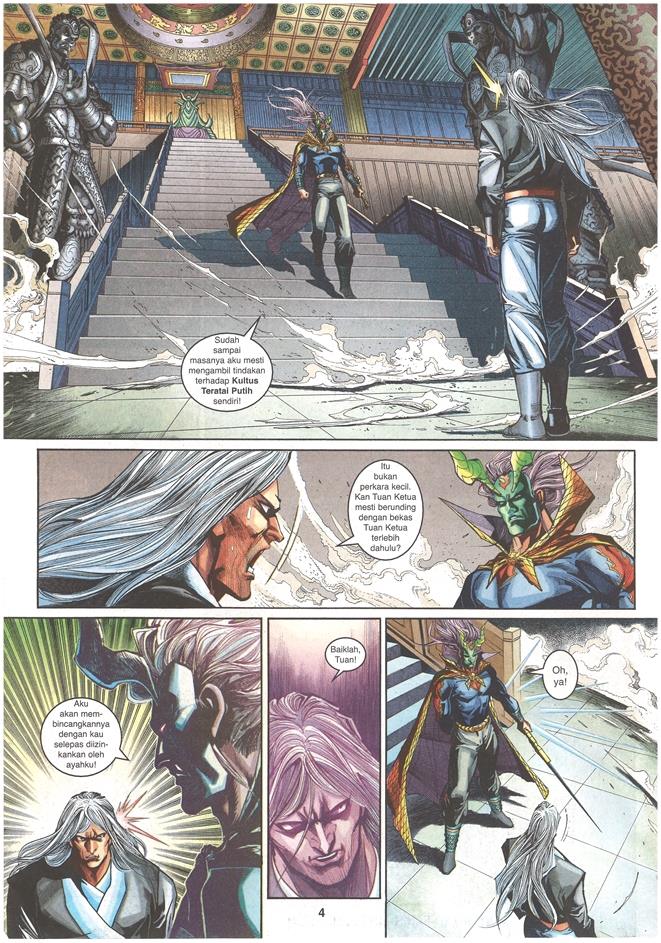 Sudah
sampai
masanya aku mesti
mengambil tindakan
terhadap Kultus
Teratai Putih
sendiri!
Itu
bukan
perkara kecil.
Kan Tuan Ketua
mesti berunding
dengan bekas
Tuan Ketua
terlebih
dahulu?
Aku
akan mem-
bincangkannya
dengan kau
selepas diizin-
kankan oleh
ayahku!
Baiklah,
Tuan!
Oh,
ya!
4